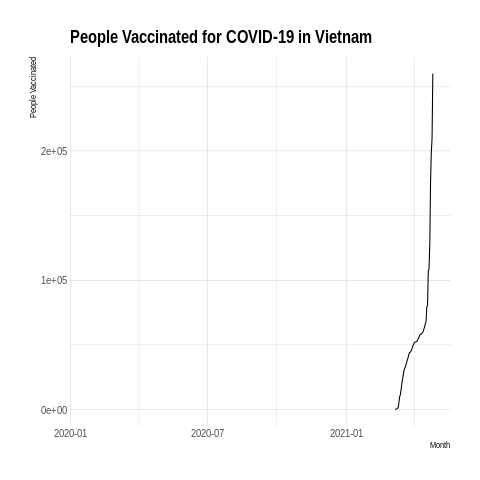 People Vaccinated for COVID-19 in Vietnam
People Vaccinated
2e+05
1e+05
0e+00
2020-01 2020-07 2021-01
Month